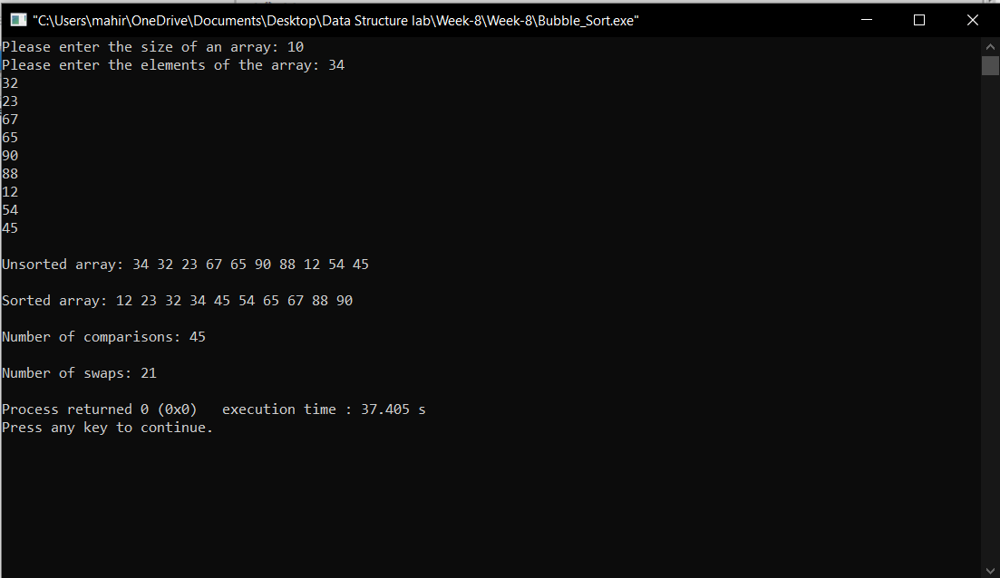 "C:\Users\mahir\OneDrive\Documents\Desktop\Data Structure lab\Week-8\Week-8\Bubble_Sort.exe"
Please enter the size of an array: 10
Please enter the elements of the array: 34
32
23
67
65
90
88
12
54
45
Unsorted array: 34 32 23 67 65 90 88 12 54 45
Sorted array: 12 23 32 34 45 54 65 67 88 90
Number of comparisons: 45
Number of swaps: 21
Process returned 0 (0x0)   execution time : 37.405 s
Press any key to continue.